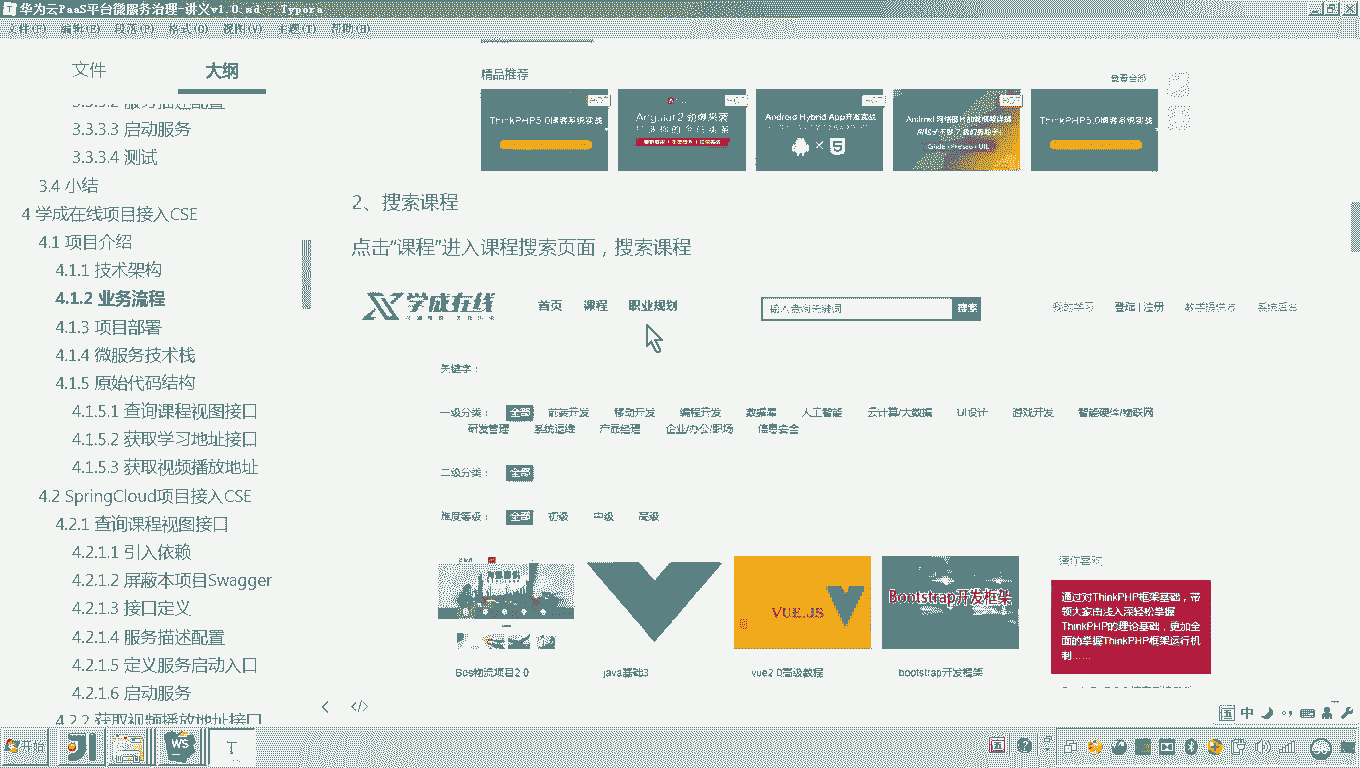 华为云PaaS平台微服务治理-讲义v1.0.md - Typora
文件(F) 编辑(E) 段落(P) 格式(O) 视图(V) 主题(T) 帮助(H)
文件 大纲
3.3.3.2 服务描述配置
3.3.3.3 启动服务
3.3.3.4 测试
3.4 小结
4 学成在线项目接入CSE
4.1 项目介绍
4.1.1 技术架构
4.1.2 业务流程
4.1.3 项目部署
4.1.4 微服务技术栈
4.1.5 原始代码结构
4.1.5.1 查询课程视图接口
4.1.5.2 获取学习地址接口
4.1.5.3 获取视频播放地址
4.2 SpringCloud项目接入CSE
4.2.1 查询课程视图接口
4.2.1.1 引入依赖
4.2.1.2 屏蔽本项目Swagger
4.2.1.3 接口定义
4.2.1.4 服务描述配置
4.2.1.5 定义服务启动入口
4.2.1.6 启动服务
4.2.2 获取视频播放地址接口
精品推荐 查看全部
HOT HOT HOT HOT
ThinkPHP5.0博客系统实战
Angular2
Android Hybrid App开发实战
ThinkPHP5.0博客系统实战
2、搜索课程
点击“课程”进入课程搜索页面，搜索课程
学成在线 首页 课程 职业规划 输入查询关键词 搜索 我的学习 登陆 | 注册
关键字：
一级分类： 全部 前端开发 移动开发 编程开发 数据库 人工智能 云计算/大数据 UI设计 游戏开发 智能硬件/物联网
研发管理 系统运维 产品经理 企业/办公/职场 信息安全
二级分类： 全部
难度等级： 全部 初级 中级 高级
VUE.JS
Bootstrap开发框架
Bos物流项目2.0 java基础3 vue2.0高级教程 bootstrap开发框架
通过对ThinkPHP框架基础，带
领大家由浅入深轻松掌握
ThinkPHP的理论基础，更加全
面的掌握ThinkPHP框架运行机
制……
</>
中
开始
WS
T